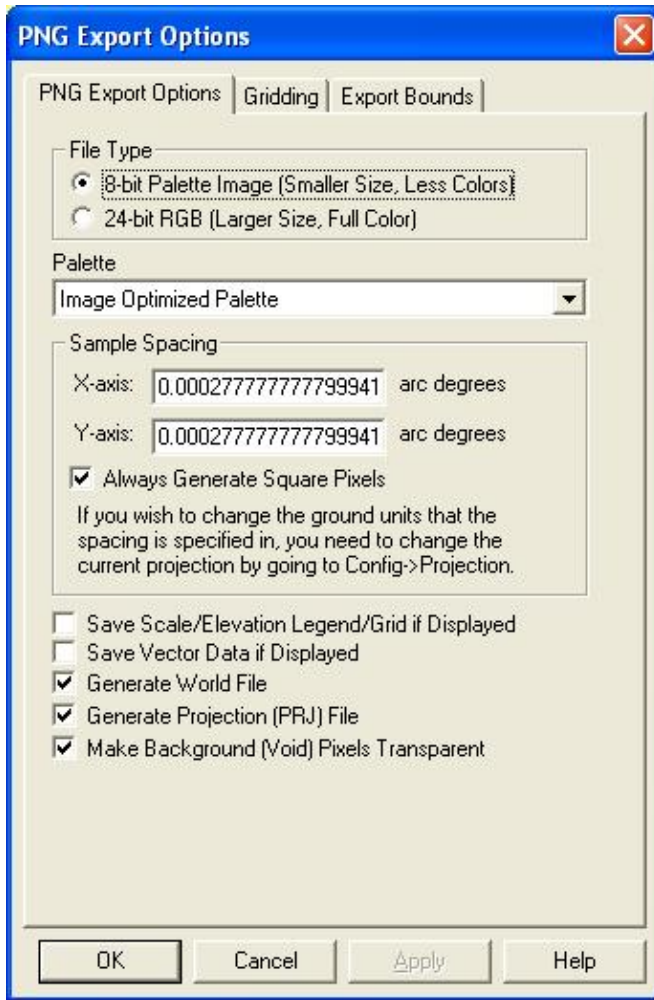 PNG Export Options
PNG Export Options Gridding Export Bounds
File Type
8-bit Palette Image (Smaller Size, Less Colors)
24-bit RGB (Larger Size, Full Color)
Palette
Image Optimized Palette
Sample Spacing
X-axis: 0.000277777777799941 arc degrees
Y-axis: 0.000277777777799941 arc degrees
Always Generate Square Pixels
If you wish to change the ground units that the
spacing is specified in, you need to change the
current projection by going to Config->Projection.
Save Scale/Elevation Legend/Grid if Displayed
Save Vector Data if Displayed
Generate World File
Generate Projection (PRJ) File
Make Background (Void) Pixels Transparent
OK Cancel Apply Help